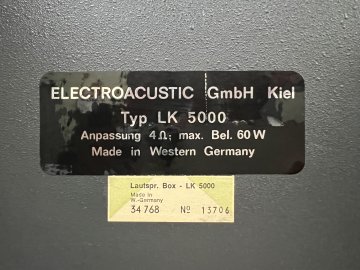 ELECTROACUSTIC GmbH Kiel
Typ LK 5000
Anpassung 4 Ω; max. Bel. 60 W
Made in Western Germany
Lautspr. Box - LK 5000
Made in
W.-Germany
34 768 No 13706